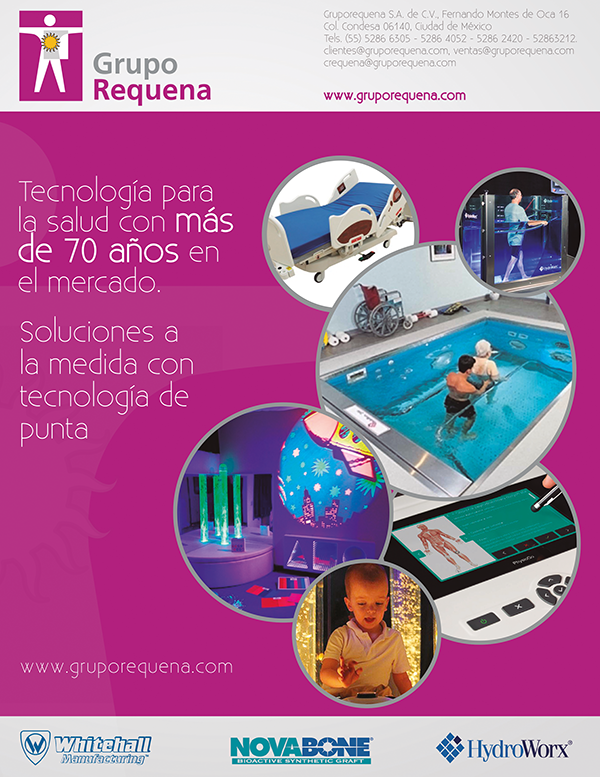 Gruporequena S.A. de C.V., Fernando Montes de Oca 16
Col. Condesa 06140, Ciudad de México
Tels. (55) 5286 6305 - 5286 4052 - 5286 2420 - 52863212.
clientes@gruporequena.com, ventas@gruporequena.com
crequena@gruporequena.com
www.gruporequena.com
Grupo
Requena
Tecnología para
la salud con más
de 70 años en
el mercado.
Soluciones a
la medida con
tecnología de
punta
HydroWorx
www.gruporequena.com
Whitehall
Manufacturing™
NOVABONE®
BIOACTIVE SYNTHETIC GRAFT
HydroWorx®